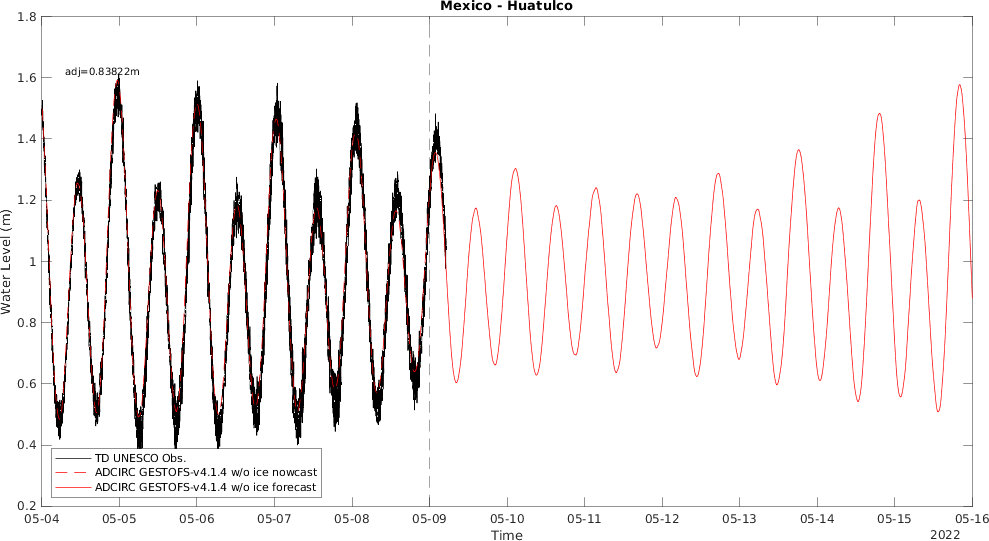 Mexico - Huatulco
1.8
1.6
1.4
1.2
1
0.8
0.6
0.4
0.2
Water Level (m)
adj=0.83822m
TD UNESCO Obs.
ADCIRC GESTOFS-v4.1.4 w/o ice nowcast
ADCIRC GESTOFS-v4.1.4 w/o ice forecast
05-04 05-05 05-06 05-07 05-08 05-09 05-10 05-11 05-12 05-13 05-14 05-15 05-16
Time
2022